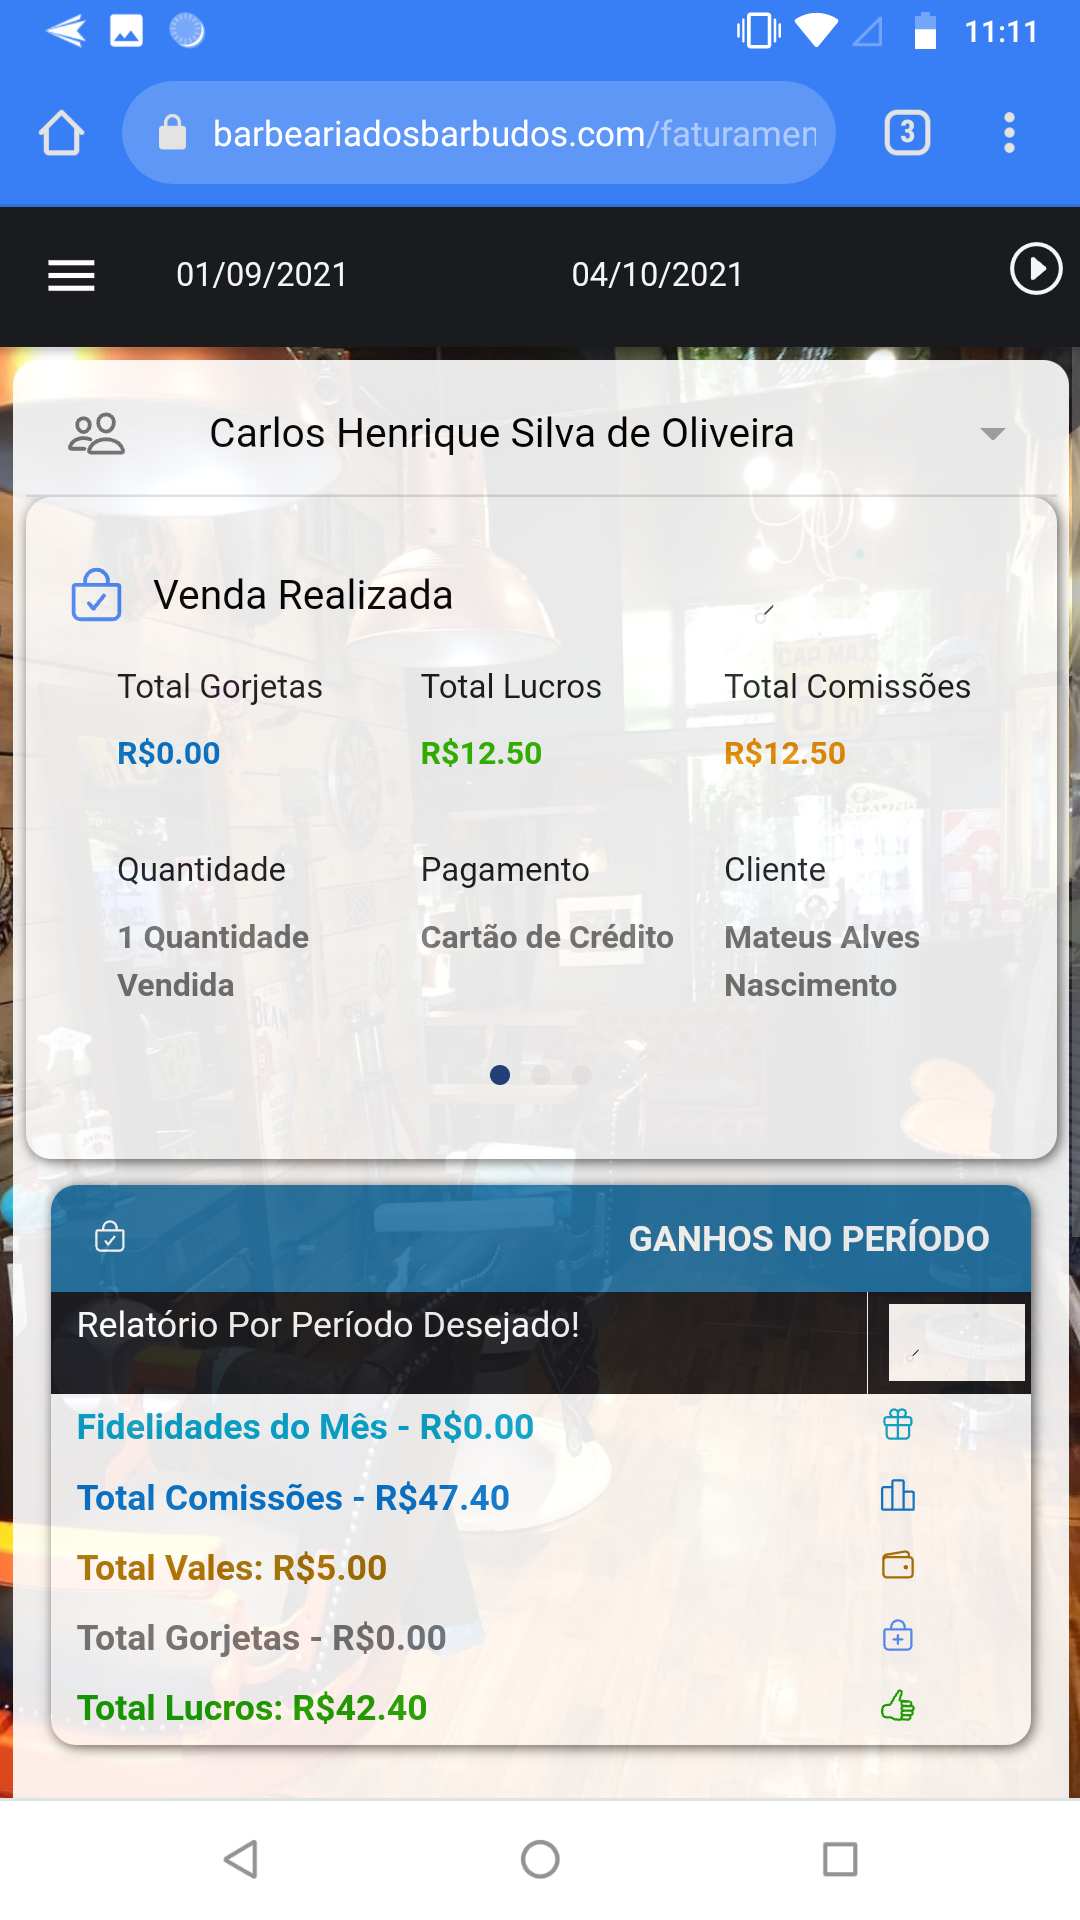 11:11
barbeariadosbarbudos.com/faturamen
3
01/09/2021 04/10/2021
Carlos Henrique Silva de Oliveira
Venda Realizada
Total Gorjetas Total Lucros Total Comissões
R$0.00 R$12.50 R$12.50
Quantidade Pagamento Cliente
1 Quantidade Cartão de Crédito Mateus Alves
Vendida Nascimento
GANHOS NO PERÍODO
Relatório Por Período Desejado!
Fidelidades do Mês - R$0.00
Total Comissões - R$47.40
Total Vales: R$5.00
Total Gorjetas - R$0.00
Total Lucros: R$42.40